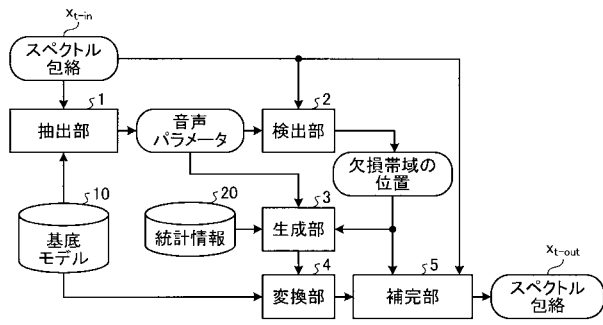 x_t-in
スペクトル
包絡
1
抽出部
音声
パラメータ
2
検出部
欠損帯域の
位置
10
基底
モデル
20
統計情報
3
生成部
4
変換部
5
補完部
x_t-out
スペクトル
包絡